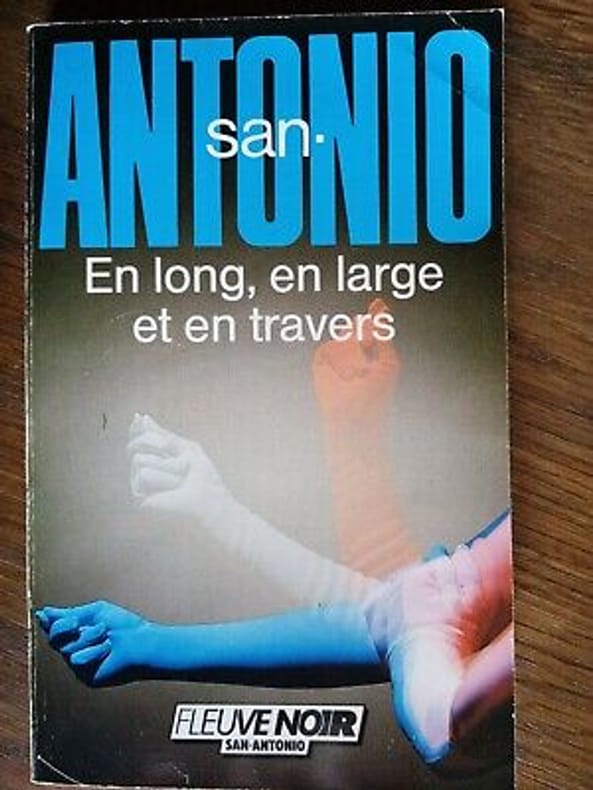 san·
ANTONIO
En long, en large
et en travers
FLEUVE NOIR
SAN-ANTONIO